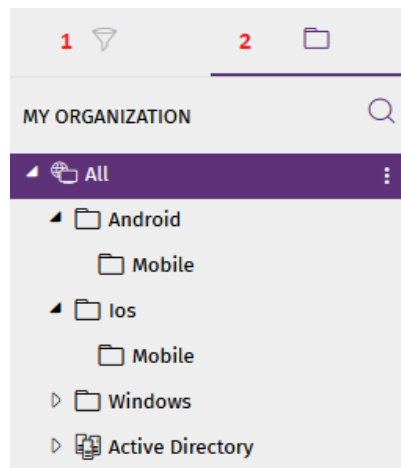 1 2
MY ORGANIZATION
All
Android
Mobile
Ios
Mobile
Windows
Active Directory